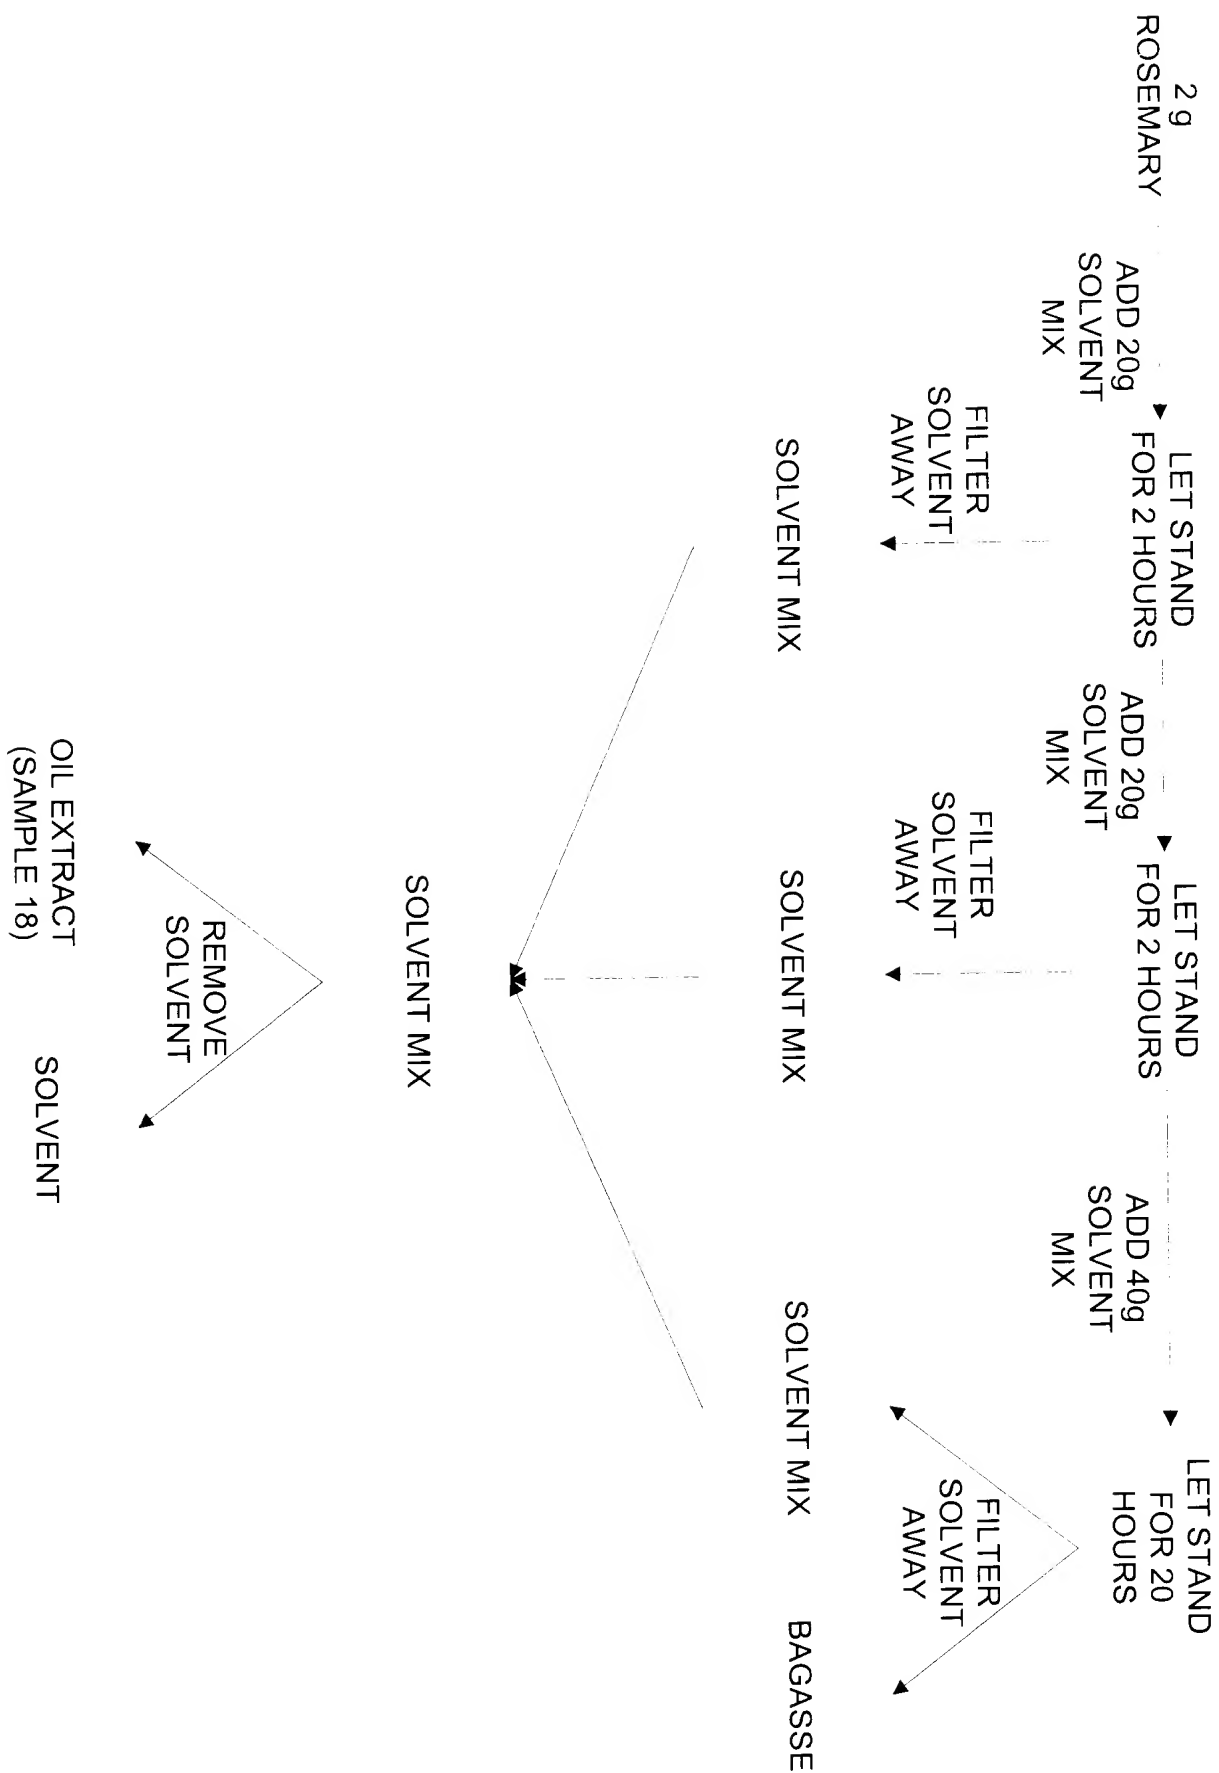 2 g
ROSEMARY
ADD 20g
SOLVENT
MIX
LET STAND
FOR 2 HOURS
ADD 20g
SOLVENT
MIX
LET STAND
FOR 2 HOURS
ADD 40g
SOLVENT
MIX
LET STAND
FOR 20
HOURS
FILTER
SOLVENT
AWAY
FILTER
SOLVENT
AWAY
FILTER
SOLVENT
AWAY
SOLVENT MIX
SOLVENT MIX
SOLVENT MIX
BAGASSE
SOLVENT MIX
REMOVE
SOLVENT
OIL EXTRACT
(SAMPLE 18)
SOLVENT